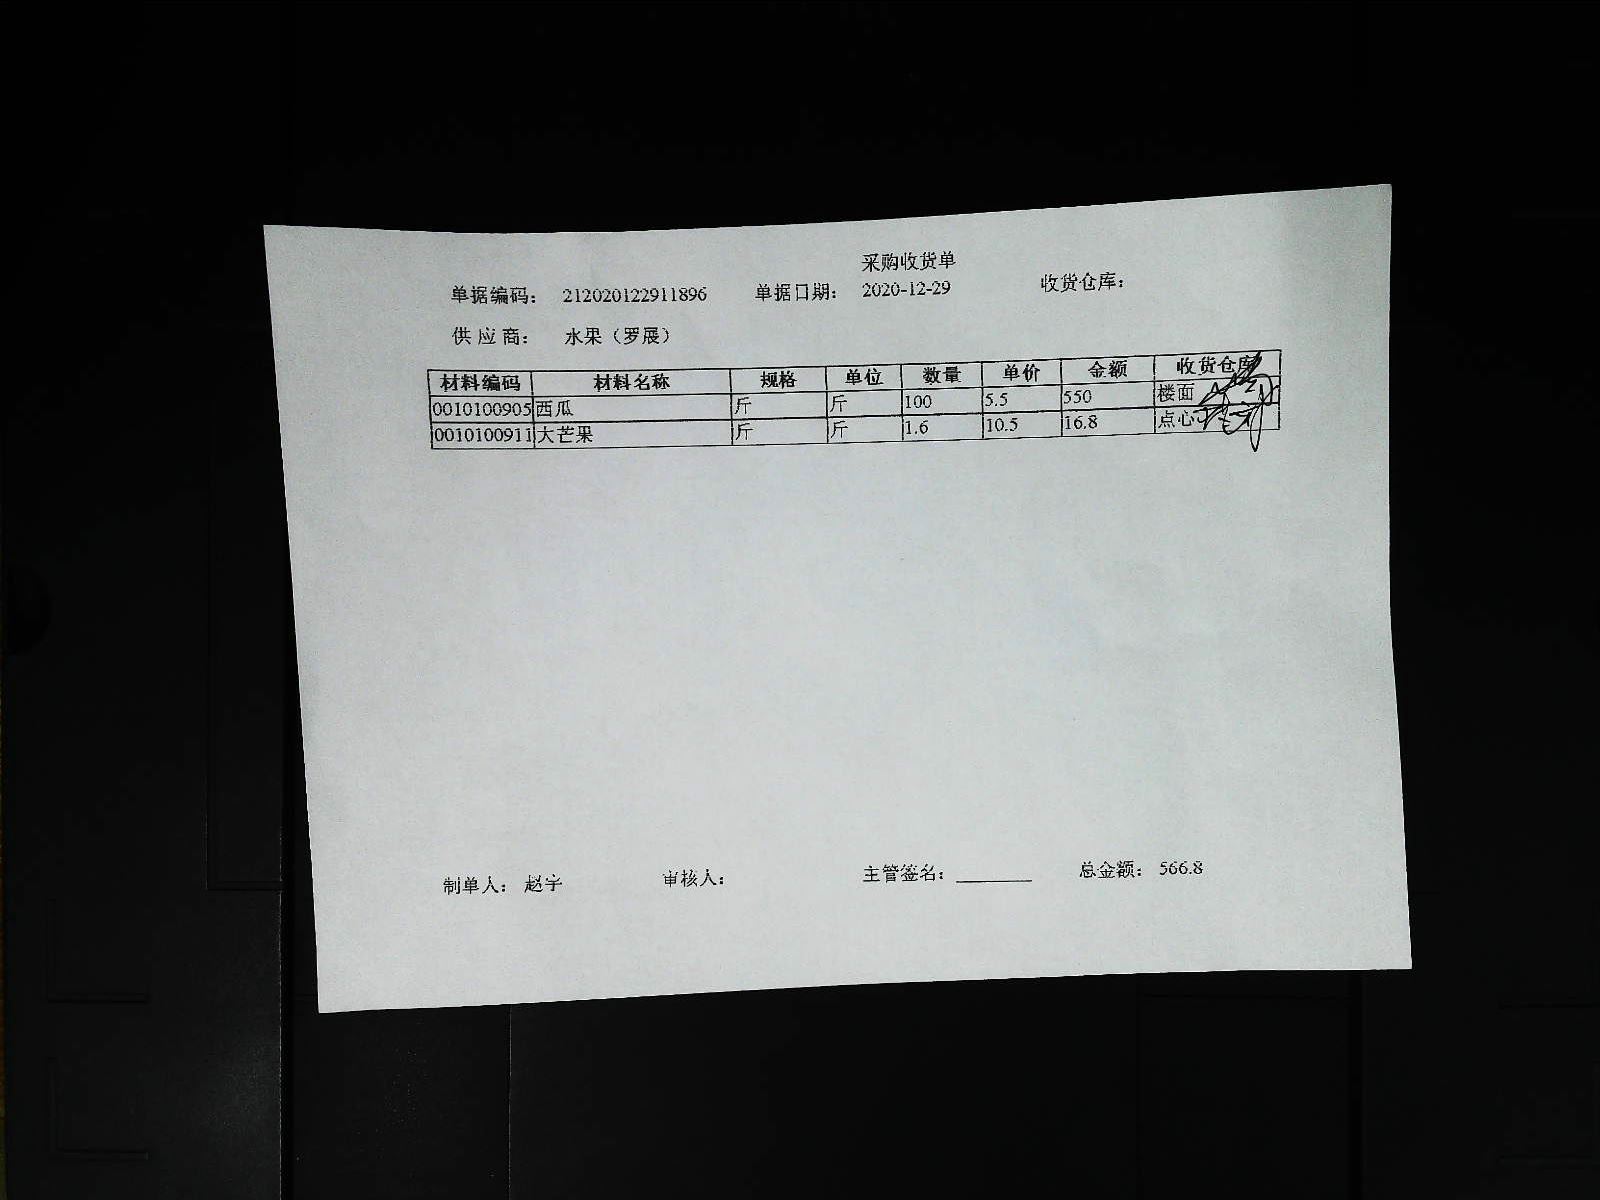 采购收货单
单据编码： 212020122911896 单据日期： 2020-12-29 收货仓库：
供 应 商： 水果（罗展）
材料编码 材料名称 规格 单位 数量 单价 金额 收货仓库
0010100905 西瓜 斤 斤 100 5.5 550 楼面
0010100911 大芒果 斤 斤 1.6 10.5 16.8 点心
制单人： 赵宇 审核人： 主管签名： 总金额： 566.8